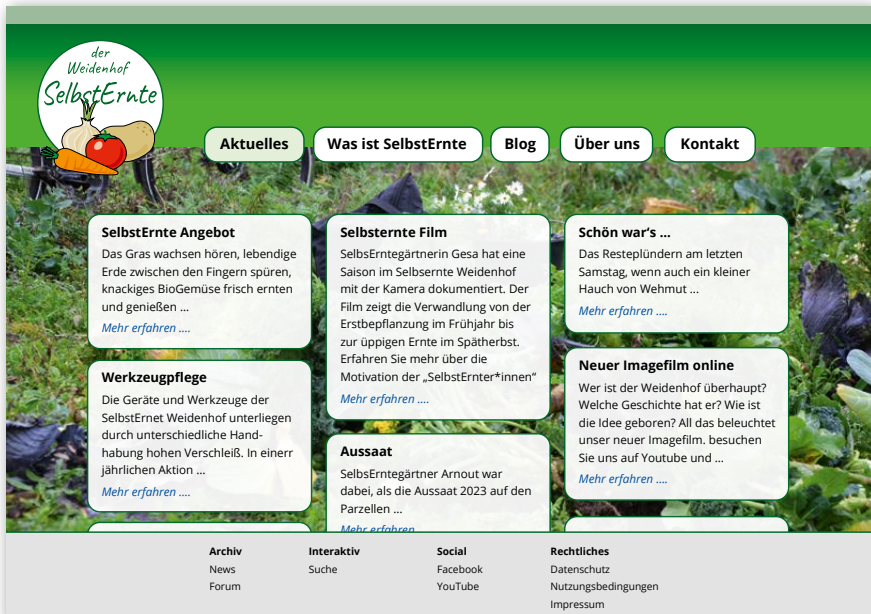 der
Weidenhof
SelbstErnte
Aktuelles
Was ist SelbstErnte
Blog
Über uns
Kontakt
SelbstErnte Angebot
Das Gras wachsen hören, lebendige
Erde zwischen den Fingern spüren,
knackiges BioGemüse frisch ernten
und genießen ...
Mehr erfahren ....
Werkzeugpflege
Die Geräte und Werkzeuge der
SelbstErnet Weidenhof unterliegen
durch unterschiedliche Hand-
habung hohen Verschleiß. In einerr
jährlichen Aktion ...
Mehr erfahren ....
Selbsternte Film
SelbsErntegärtnerin Gesa hat eine
Saison im Selbsernte Weidenhof
mit der Kamera dokumentiert. Der
Film zeigt die Verwandlung von der
Erstbepflanzung im Frühjahr bis
zur üppigen Ernte im Spätherbst.
Erfahren Sie mehr über die
Motivation der „SelbstErnter*innen“
Mehr erfahren ....
Aussaat
SelbsErntegärtner Arnout war
dabei, als die Aussaat 2023 auf den
Parzellen ...
Mehr erfahren
Schön war‘s ...
Das Resteplündern am letzten
Samstag, wenn auch ein kleiner
Hauch von Wehmut ...
Mehr erfahren ....
Neuer Imagefilm online
Wer ist der Weidenhof überhaupt?
Welche Geschichte hat er? Wie ist
die Idee geboren? All das beleuchtet
unser neuer Imagefilm. besuchen
Sie uns auf Youtube und ...
Mehr erfahren ....
Archiv
News
Forum
Interaktiv
Suche
Social
Facebook
YouTube
Rechtliches
Datenschutz
Nutzungsbedingungen
Impressum